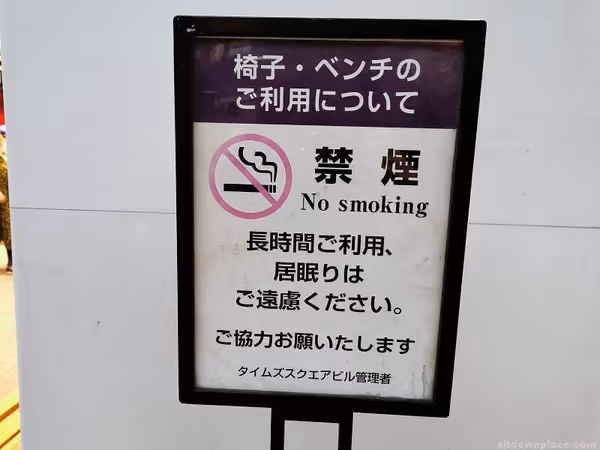 椅子・ベンチの
ご利用について
禁煙
No smoking
長時間ご利用、
居眠りは
ご遠慮ください。
ご協力お願いいたします
タイムズスクエアビル管理者
sitdownplace.com